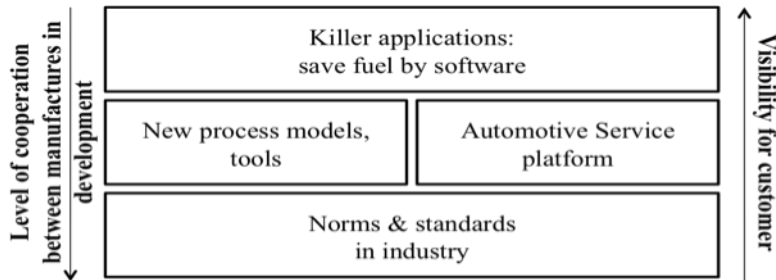 Level of cooperation
between manufactures in
development
Killer applications:
save fuel by software
New process models,
tools
Automotive Service
platform
Norms & standards
in industry
Visibility for
customer